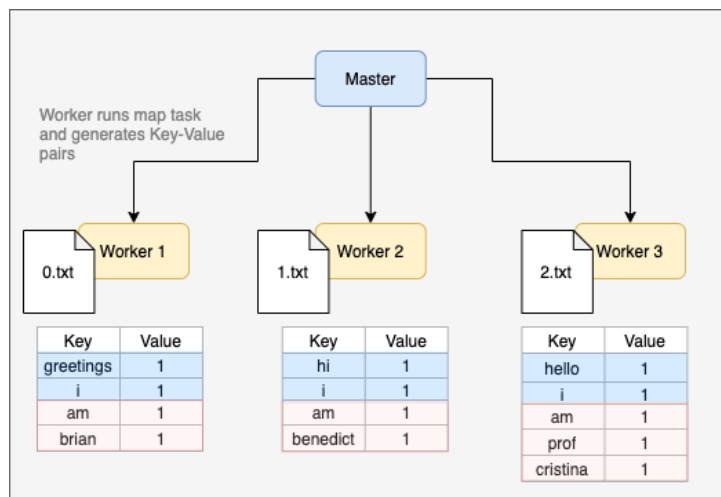 Master
Worker runs map task
and generates Key-Value
pairs
0.txt
Worker 1
1.txt
Worker 2
2.txt
Worker 3
Key Value
greetings 1
i 1
am 1
brian 1
Key Value
hi 1
i 1
am 1
benedict 1
Key Value
hello 1
i 1
am 1
prof 1
cristina 1